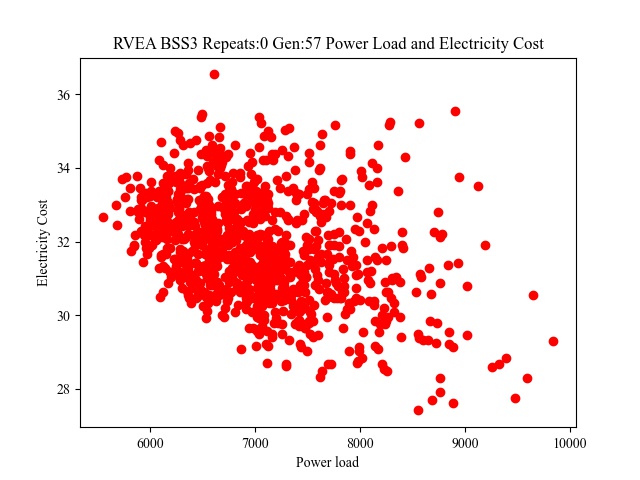 RVEA BSS3 Repeats:0 Gen:57 Power Load and Electricity Cost
36
34
32
30
28
Electricity Cost
6000 7000 8000 9000 10000
Power load